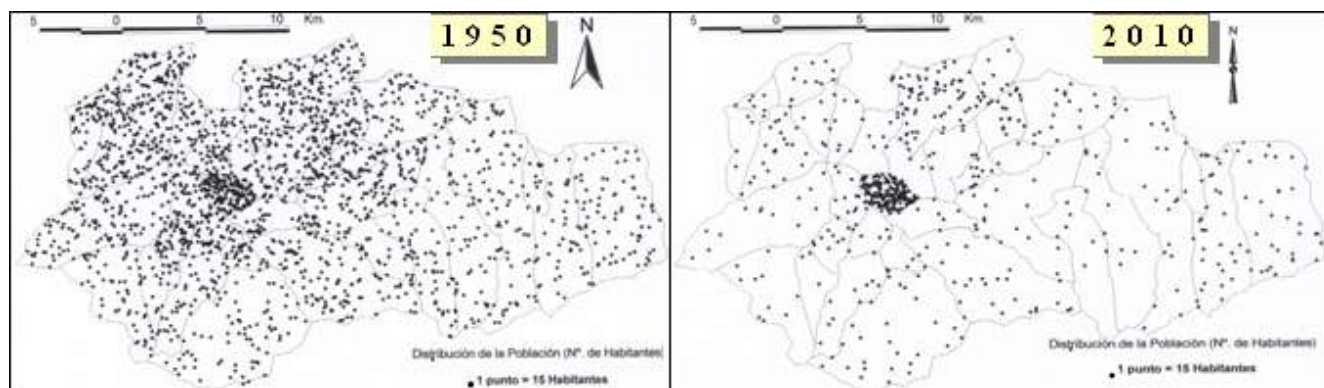 5 0 5 10 Km.
1950
N
Distribución de la Población (Nº. de Habitantes)
1 punto = 15 Habitantes
5 0 5 10 Km.
2010
N
Distribución de la Población (Nº. de Habitantes)
1 punto = 15 Habitantes